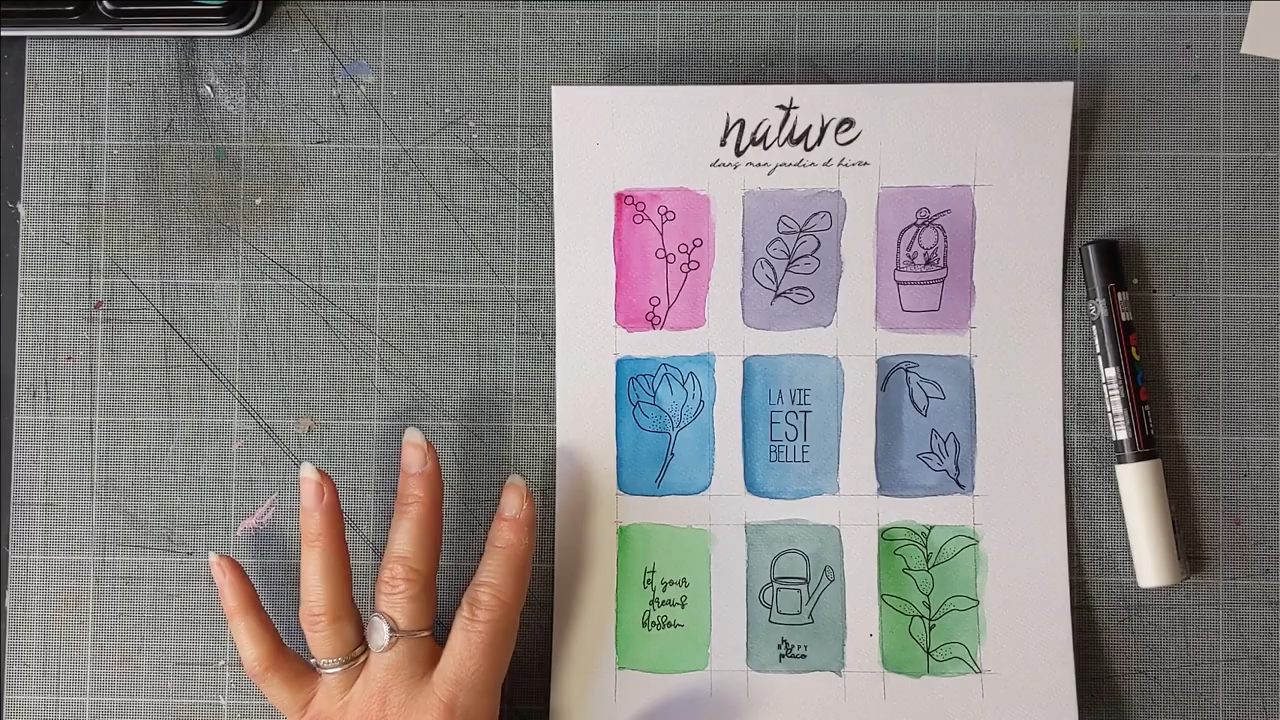 nature
dans mon jardin d'hiver
LA VIE
EST
BELLE
let your
dreams
blossom
HAPPY
place